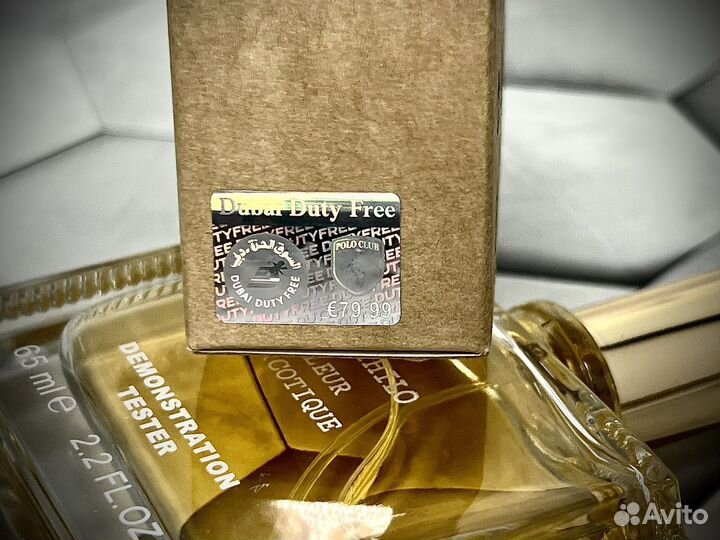 Dubai Duty Free
السوق الحرة دبي
DUBAI DUTY FREE
POLO CLUB
€79.99
65 ml e 2.2 FL.OZ
DEMONSTRATION
TESTER
COTIQUE
Avito